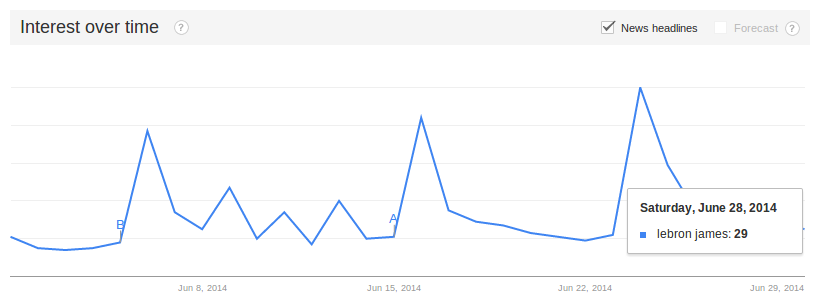 Interest over time ?
News headlines
Forecast ?
B
A
Saturday, June 28, 2014
lebron james: 29
Jun 8, 2014
Jun 15, 2014
Jun 22, 2014
Jun 29, 2014